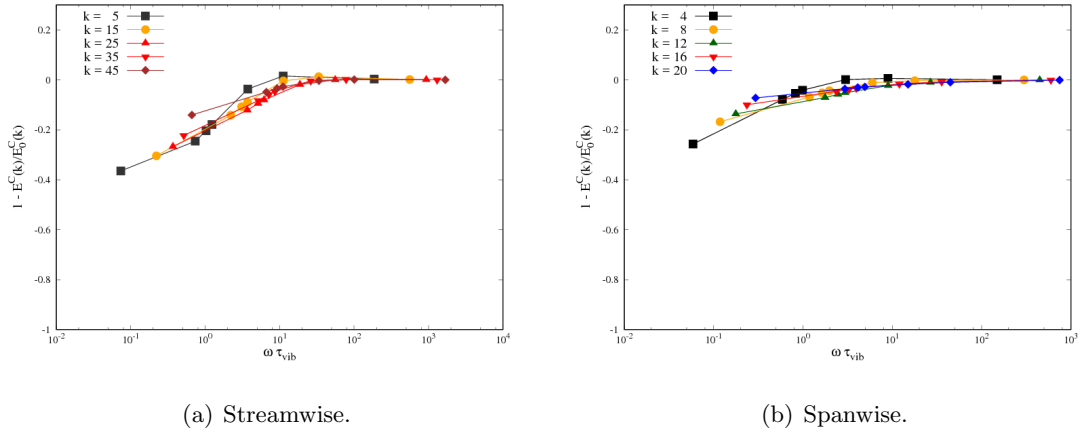 k = 5
k = 15
k = 25
k = 35
k = 45
0.2
0
-0.2
-0.4
-0.6
-0.8
-1
1 - E^C(k)/E_0^C(k)
10^-2 10^-1 10^0 10^1 10^2 10^3 10^4
ω τ_vib
(a) Streamwise.
k = 4
k = 8
k = 12
k = 16
k = 20
0.2
0
-0.2
-0.4
-0.6
-0.8
-1
1 - E^C(k)/E_0^C(k)
10^-2 10^-1 10^0 10^1 10^2 10^3
ω τ_vib
(b) Spanwise.